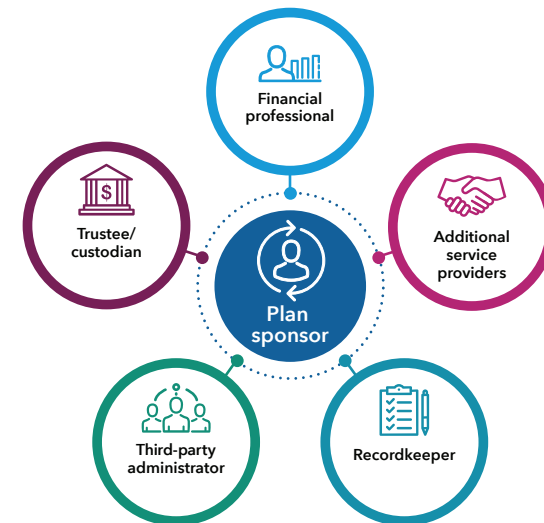 Financial
professional
Trustee/
custodian
Additional
service
providers
Plan
sponsor
Third-party
administrator
Recordkeeper